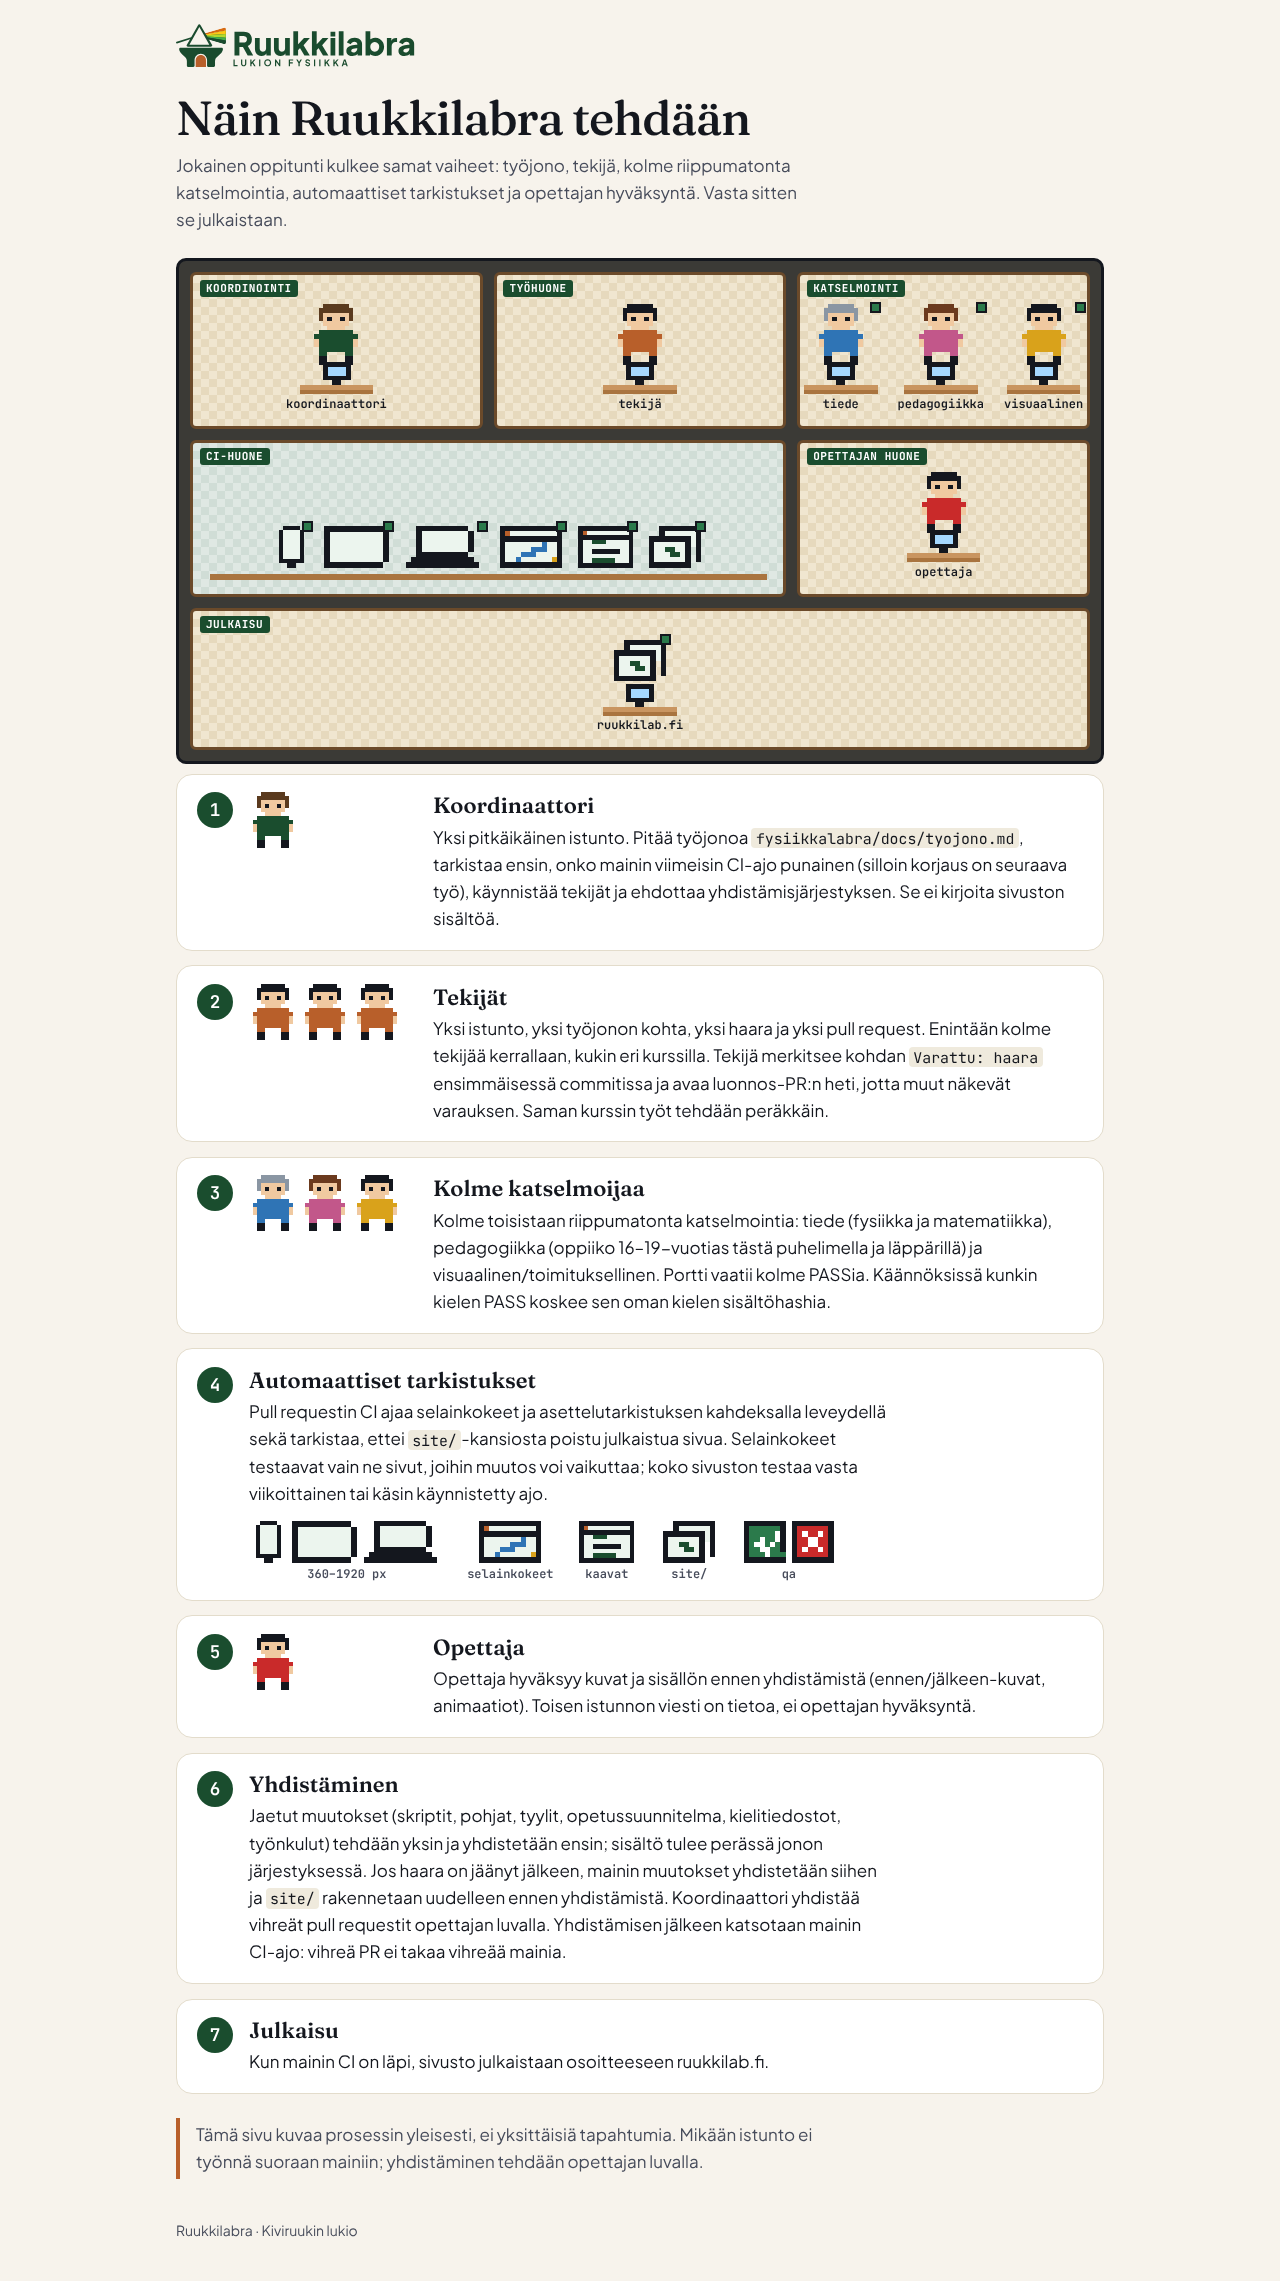 Ruukkilabra
LUKION FYSIIKKA
Näin Ruukkilabra tehdään
Jokainen oppitunti kulkee samat vaiheet: työjono, tekijä, kolme riippumatonta
katselmointia, automaattiset tarkistukset ja opettajan hyväksyntä. Vasta sitten
se julkaistaan.
KOORDINOINTI
koordinaattori
TYÖHUONE
tekijä
KATSELMOINTI
tiede
pedagogiikka
visuaalinen
CI-HUONE
OPETTAJAN HUONE
opettaja
JULKAISU
ruukkilab.fi
1
Koordinaattori
Yksi pitkäikäinen istunto. Pitää työjonoa fysiikkalabra/docs/tyojono.md,
tarkistaa ensin, onko mainin viimeisin CI-ajo punainen (silloin korjaus on seuraava
työ), käynnistää tekijät ja ehdottaa yhdistämisjärjestyksen. Se ei kirjoita sivuston
sisältöä.
2
Tekijät
Yksi istunto, yksi työjonon kohta, yksi haara ja yksi pull request. Enintään kolme
tekijää kerrallaan, kukin eri kurssilla. Tekijä merkitsee kohdan Varattu: haara
ensimmäisessä commitissa ja avaa luonnos-PR:n heti, jotta muut näkevät
varauksen. Saman kurssin työt tehdään peräkkäin.
3
Kolme katselmoijaa
Kolme toisistaan riippumatonta katselmointia: tiede (fysiikka ja matematiikka),
pedagogiikka (oppiiko 16–19-vuotias tästä puhelimella ja läppärillä) ja
visuaalinen/toimituksellinen. Portti vaatii kolme PASSia. Käännöksissä kunkin
kielen PASS koskee sen oman kielen sisältöhashia.
4
Automaattiset tarkistukset
Pull requestin CI ajaa selainkokeet ja asettelutarkistuksen kahdeksalla leveydellä
sekä tarkistaa, ettei site/-kansiosta poistu julkaistua sivua. Selainkokeet
testaavat vain ne sivut, joihin muutos voi vaikuttaa; koko sivuston testaa vasta
viikoittainen tai käsin käynnistetty ajo.
360–1920 px
selainkokeet
kaavat
site/
qa
5
Opettaja
Opettaja hyväksyy kuvat ja sisällön ennen yhdistämistä (ennen/jälkeen-kuvat,
animaatiot). Toisen istunnon viesti on tietoa, ei opettajan hyväksyntä.
6
Yhdistäminen
Jaetut muutokset (skriptit, pohjat, tyylit, opetussuunnitelma, kielitiedostot,
työnkulut) tehdään yksin ja yhdistetään ensin; sisältö tulee perässä jonon
järjestyksessä. Jos haara on jäänyt jälkeen, mainin muutokset yhdistetään siihen
ja site/ rakennetaan uudelleen ennen yhdistämistä. Koordinaattori yhdistää
vihreät pull requestit opettajan luvalla. Yhdistämisen jälkeen katsotaan mainin
CI-ajo: vihreä PR ei takaa vihreää mainia.
7
Julkaisu
Kun mainin CI on läpi, sivusto julkaistaan osoitteeseen ruukkilab.fi.
Tämä sivu kuvaa prosessin yleisesti, ei yksittäisiä tapahtumia. Mikään istunto ei
työnnä suoraan mainiin; yhdistäminen tehdään opettajan luvalla.
Ruukkilabra · Kiviruukin lukio